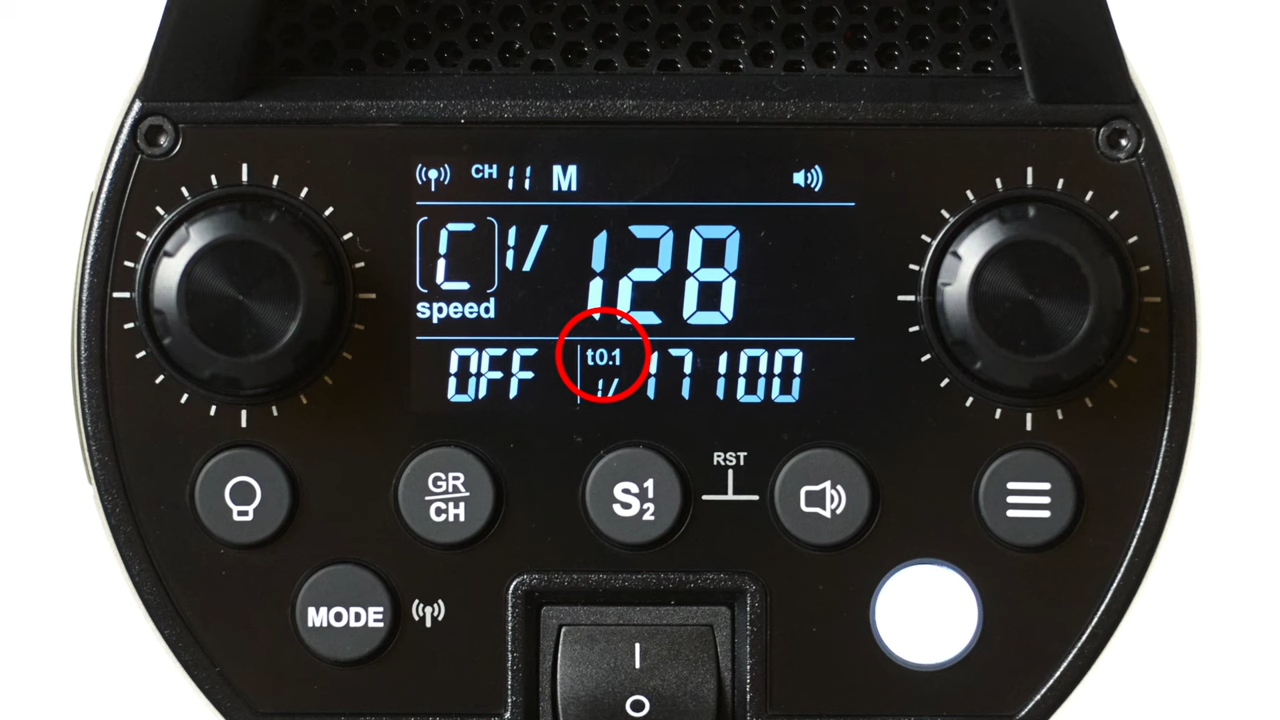 CH 11 M
[C] 1/128
speed
OFF t0.1 1/17100
RST
GR/CH S1/2
MODE
I
O